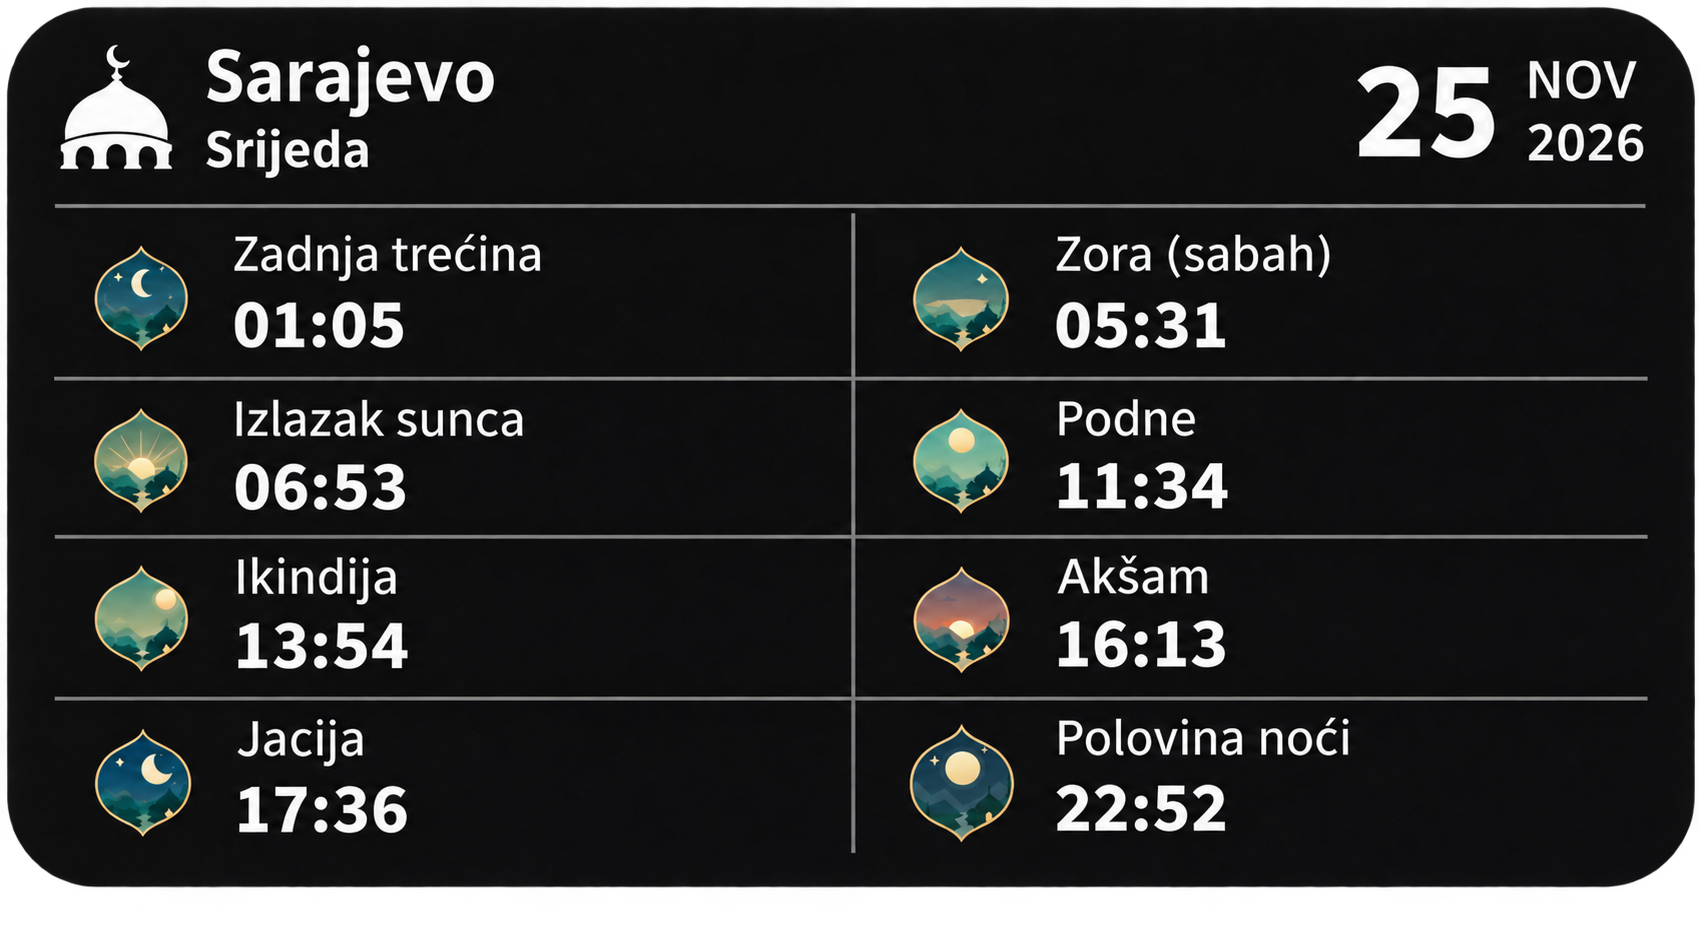 Sarajevo
Srijeda
25
NOV
2026
Zadnja trećina
01:05
Zora (sabah)
05:31
Izlazak sunca
06:53
Podne
11:34
Ikindija
13:54
Akšam
16:13
Jacija
17:36
Polovina noći
22:52